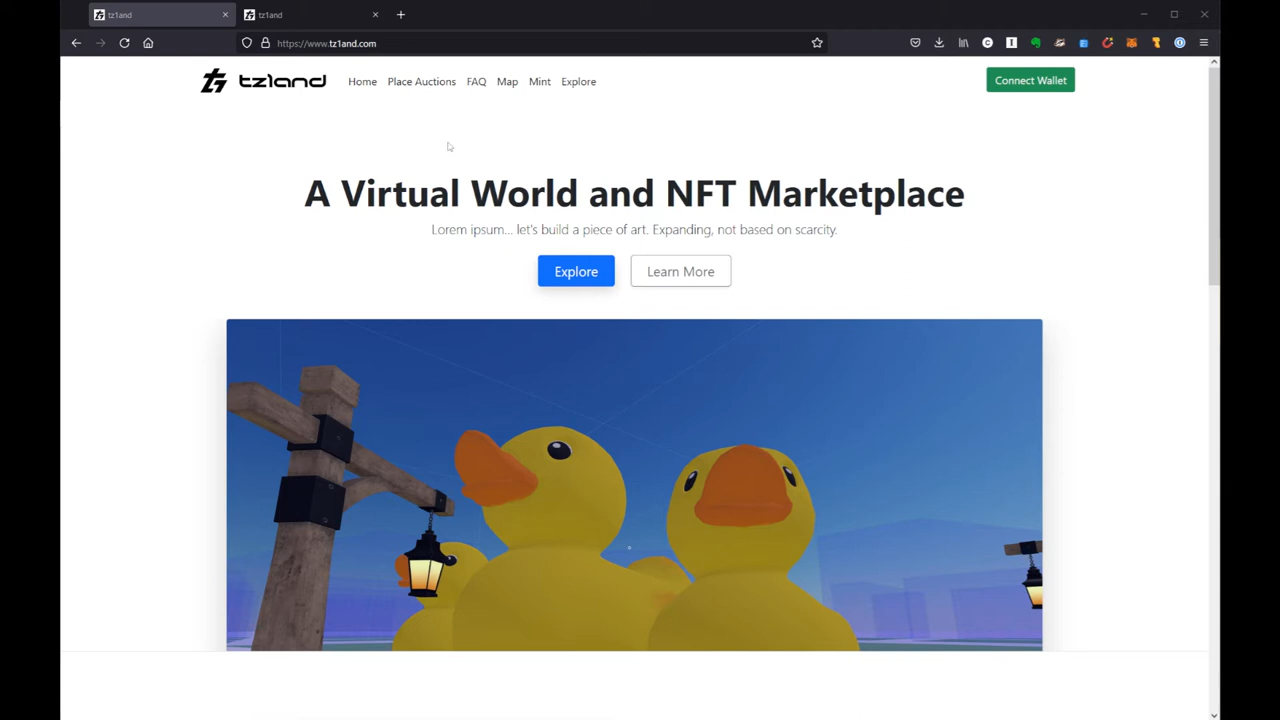 tz1and
tz1and
https://www.tz1and.com
tz1and Home Place Auctions FAQ Map Mint Explore Connect Wallet
A Virtual World and NFT Marketplace
Lorem ipsum... let's build a piece of art. Expanding, not based on scarcity.
Explore Learn More